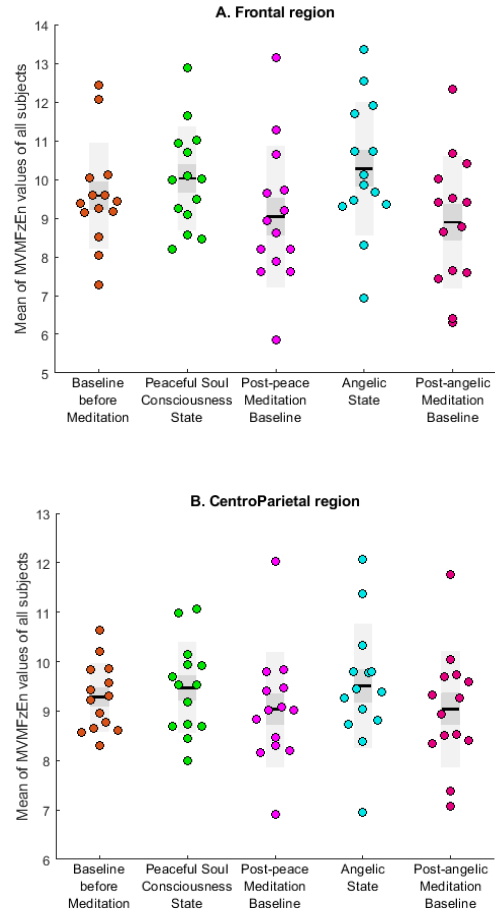 A. Frontal region
Mean of MVMFzEn values of all subjects
14
13
12
11
10
9
8
7
6
5
Baseline before Meditation
Peaceful Soul Consciousness State
Post-peace Meditation Baseline
Angelic State
Post-angelic Meditation Baseline
B. CentroParietal region
Mean of MVMFzEn values of all subjects
13
12
11
10
9
8
7
6
Baseline before Meditation
Peaceful Soul Consciousness State
Post-peace Meditation Baseline
Angelic State
Post-angelic Meditation Baseline